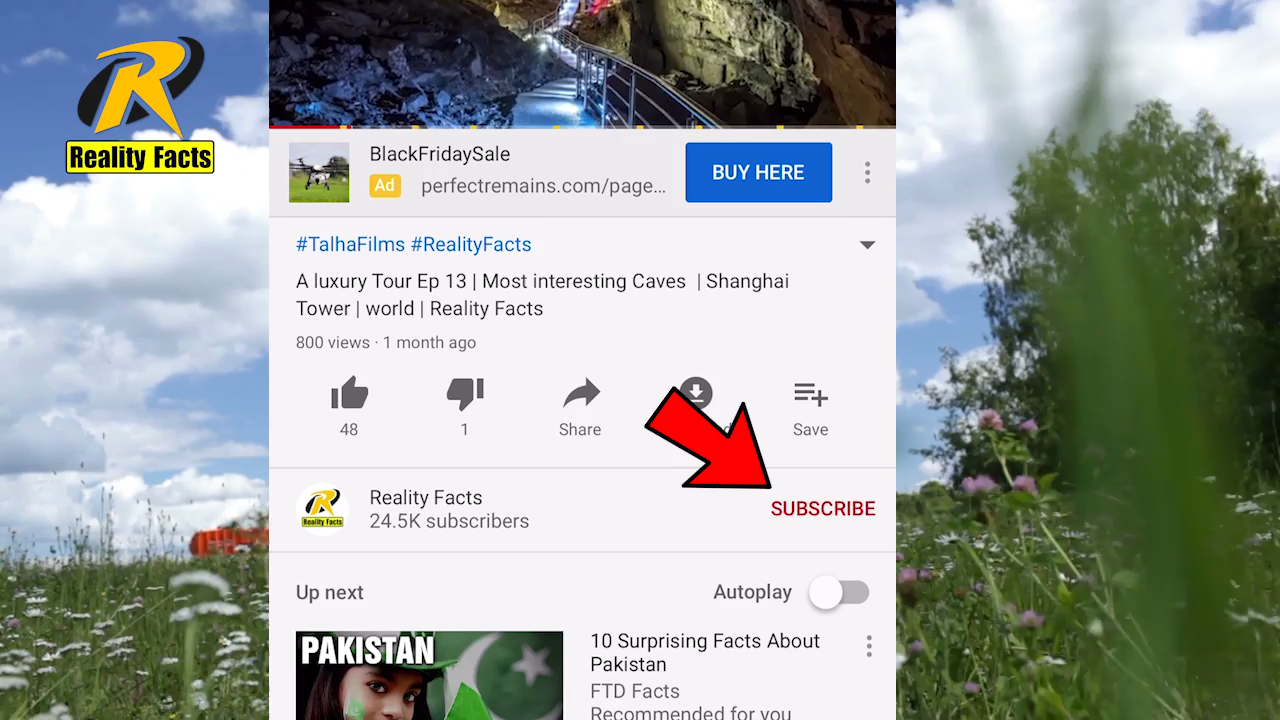 Reality Facts
BlackFridaySale
Ad perfectremains.com/page...
BUY HERE
#TalhaFilms #RealityFacts
A luxury Tour Ep 13 | Most interesting Caves | Shanghai
Tower | world | Reality Facts
800 views · 1 month ago
48
1
Share
Save
Reality Facts
Reality Facts
24.5K subscribers
SUBSCRIBE
Up next
Autoplay
PAKISTAN
10 Surprising Facts About
Pakistan
FTD Facts
Recommended for you